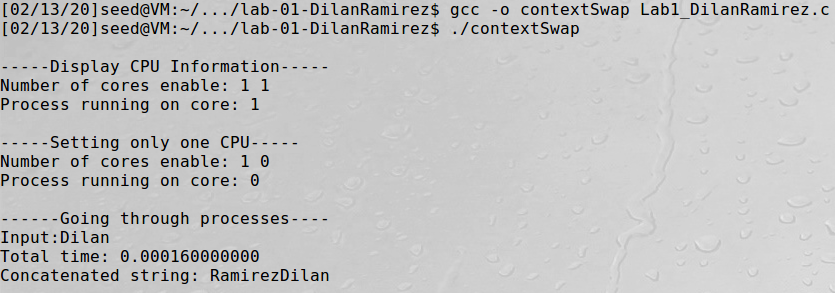 [02/13/20]seed@VM:~/.../lab-01-DilanRamirez$ gcc -o contextSwap Lab1_DilanRamirez.c
[02/13/20]seed@VM:~/.../lab-01-DilanRamirez$ ./contextSwap
-----Display CPU Information-----
Number of cores enable: 1 1
Process running on core: 1
-----Setting only one CPU-----
Number of cores enable: 1 0
Process running on core: 0
------Going through processes----
Input:Dilan
Total time: 0.000160000000
Concatenated string: RamirezDilan